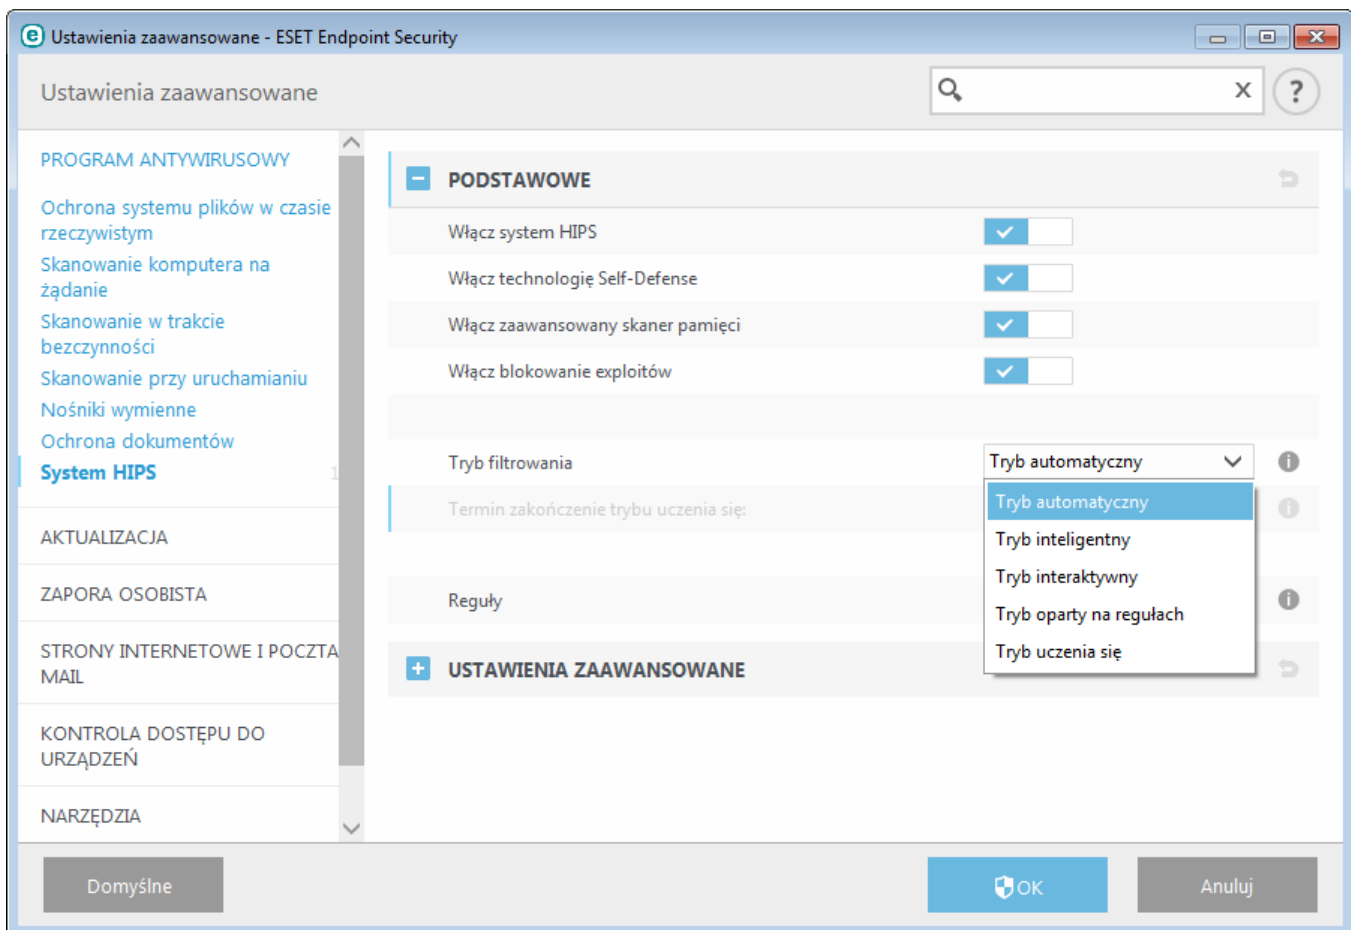 Ustawienia zaawansowane - ESET Endpoint Security
Ustawienia zaawansowane
PROGRAM ANTYWIRUSOWY
Ochrona systemu plików w czasie
rzeczywistym
Skanowanie komputera na
żądanie
Skanowanie w trakcie
bezczynności
Skanowanie przy uruchamianiu
Nośniki wymienne
Ochrona dokumentów
System HIPS 1
AKTUALIZACJA
ZAPORA OSOBISTA
STRONY INTERNETOWE I POCZTA
MAIL
KONTROLA DOSTĘPU DO
URZĄDZEŃ
NARZĘDZIA
PODSTAWOWE
Włącz system HIPS
Włącz technologię Self-Defense
Włącz zaawansowany skaner pamięci
Włącz blokowanie exploitów
Tryb filtrowania
Tryb automatyczny
Termin zakończenie trybu uczenia się:
Tryb automatyczny
Tryb inteligentny
Tryb interaktywny
Tryb oparty na regułach
Tryb uczenia się
Reguły
USTAWIENIA ZAAWANSOWANE
Domyślne
OK
Anuluj